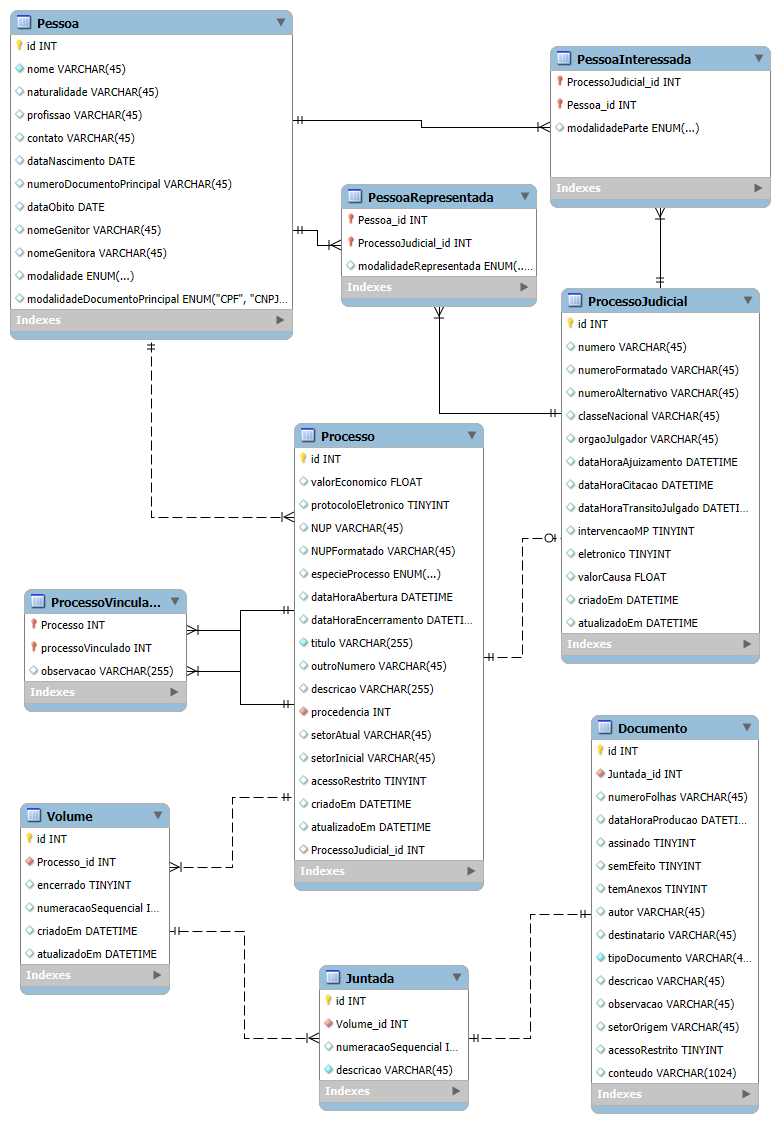 Pessoa
id INT
nome VARCHAR(45)
naturalidade VARCHAR(45)
profissao VARCHAR(45)
contato VARCHAR(45)
dataNascimento DATE
numeroDocumentoPrincipal VARCHAR(45)
dataObito DATE
nomeGenitor VARCHAR(45)
nomeGenitora VARCHAR(45)
modalidade ENUM(...)
modalidadeDocumentoPrincipal ENUM("CPF", "CNPJ...
Indexes
PessoaInteressada
ProcessoJudicial_id INT
Pessoa_id INT
modalidadeParte ENUM(...)
Indexes
PessoaRepresentada
Pessoa_id INT
ProcessoJudicial_id INT
modalidadeRepresentada ENUM(...
Indexes
ProcessoJudicial
id INT
numero VARCHAR(45)
numeroFormatado VARCHAR(45)
numeroAlternativo VARCHAR(45)
classeNacional VARCHAR(45)
orgaoJulgador VARCHAR(45)
dataHoraAjuizamento DATETIME
dataHoraCitacao DATETIME
dataHoraTransitoJulgado DATETI...
intervencaoMP TINYINT
eletronico TINYINT
valorCausa FLOAT
criadoEm DATETIME
atualizadoEm DATETIME
Indexes
Processo
id INT
valorEconomico FLOAT
protocoloEletronico TINYINT
NUP VARCHAR(45)
NUPFormatado VARCHAR(45)
especieProcesso ENUM(...)
dataHoraAbertura DATETIME
dataHoraEncerramento DATETI...
titulo VARCHAR(255)
outroNumero VARCHAR(45)
descricao VARCHAR(255)
procedencia INT
setorAtual VARCHAR(45)
setorInicial VARCHAR(45)
acessoRestrito TINYINT
criadoEm DATETIME
atualizadoEm DATETIME
ProcessoJudicial_id INT
Indexes
ProcessoVincula...
Processo INT
processoVinculado INT
observacao VARCHAR(255)
Indexes
Volume
id INT
Processo_id INT
encerrado TINYINT
numeracaoSequencial I...
criadoEm DATETIME
atualizadoEm DATETIME
Indexes
Juntada
id INT
Volume_id INT
numeracaoSequencial I...
descricao VARCHAR(45)
Indexes
Documento
id INT
Juntada_id INT
numeroFolhas VARCHAR(45)
dataHoraProducao DATETI...
assinado TINYINT
semEfeito TINYINT
temAnexos TINYINT
autor VARCHAR(45)
destinatario VARCHAR(45)
tipoDocumento VARCHAR(4...
descricao VARCHAR(45)
observacao VARCHAR(45)
setorOrigem VARCHAR(45)
acessoRestrito TINYINT
conteudo VARCHAR(1024)
Indexes